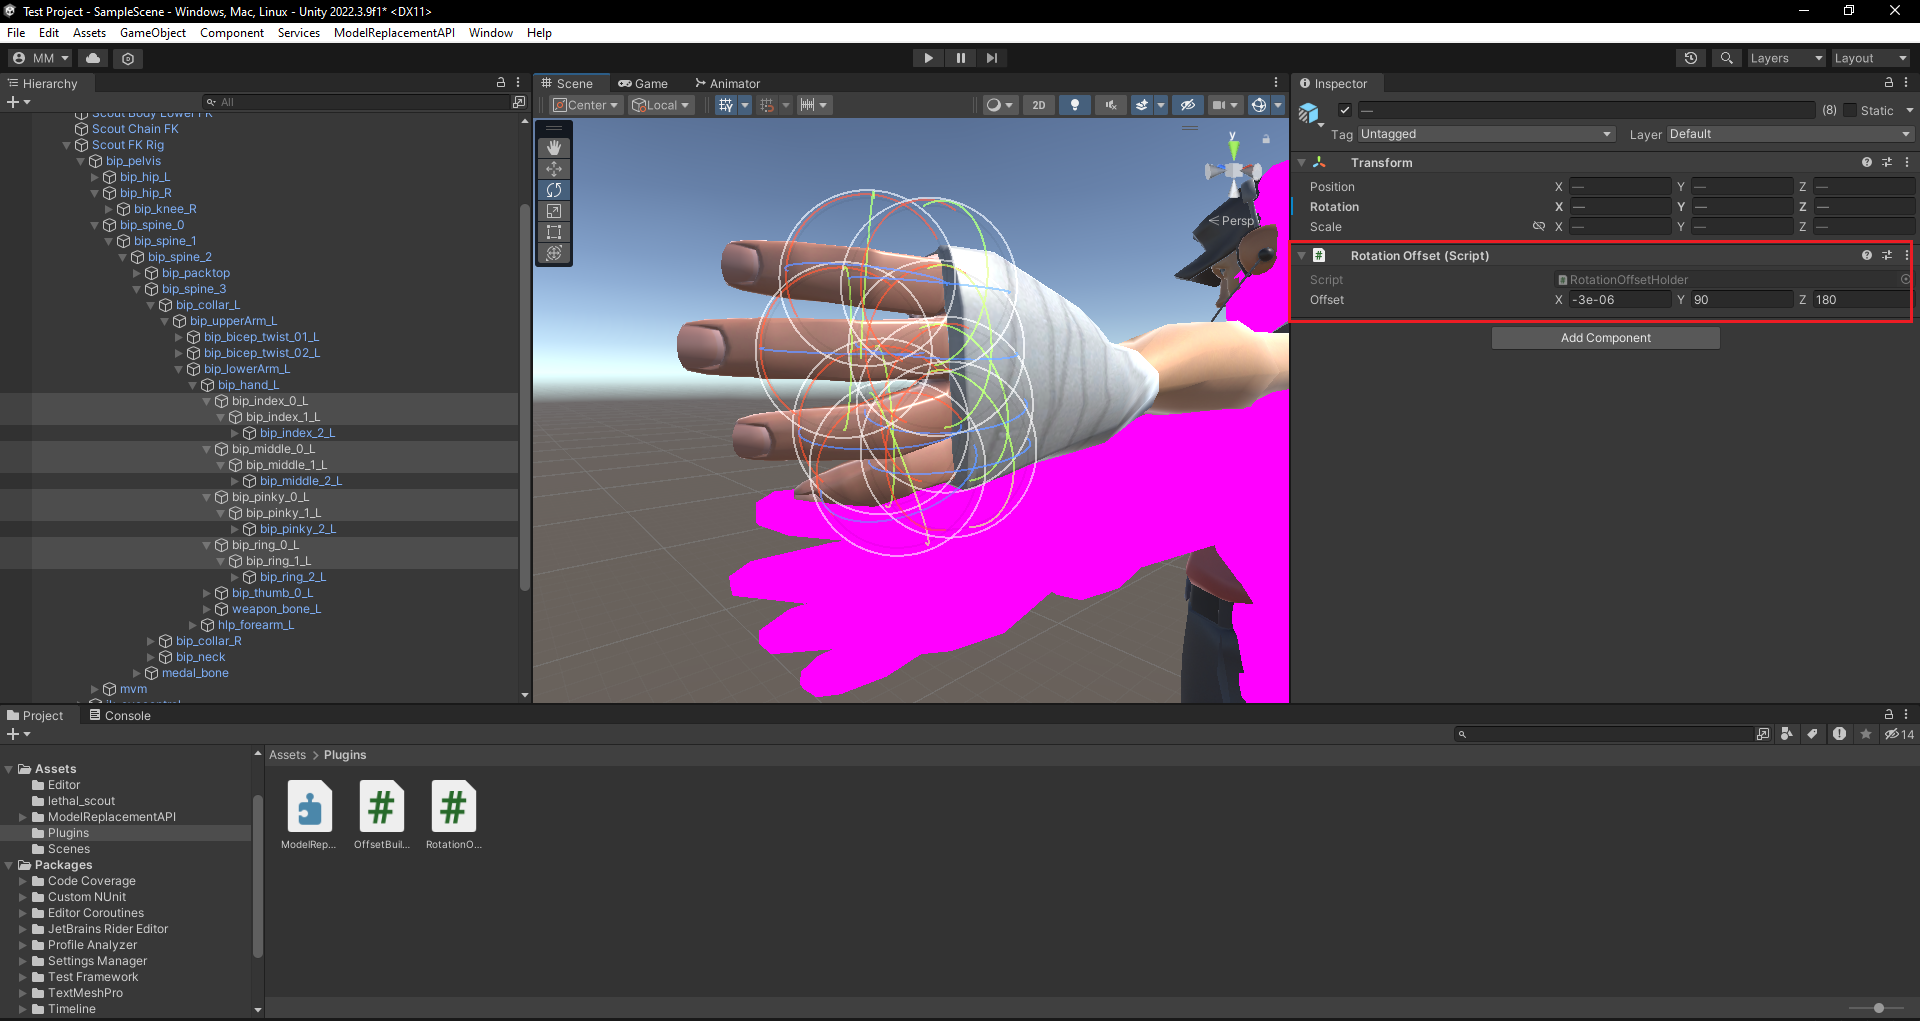 Test Project - SampleScene - Windows, Mac, Linux - Unity 2022.3.9f1* <DX11>
File Edit Assets GameObject Component Services ModelReplacementAPI Window Help
MM
Layers
Layout
Hierarchy
All
Scout Body Lower FK
Scout Chain FK
Scout FK Rig
bip_pelvis
bip_hip_L
bip_hip_R
bip_knee_R
bip_spine_0
bip_spine_1
bip_spine_2
bip_packtop
bip_spine_3
bip_collar_L
bip_upperArm_L
bip_bicep_twist_01_L
bip_bicep_twist_02_L
bip_lowerArm_L
bip_hand_L
bip_index_0_L
bip_index_1_L
bip_index_2_L
bip_middle_0_L
bip_middle_1_L
bip_middle_2_L
bip_pinky_0_L
bip_pinky_1_L
bip_pinky_2_L
bip_ring_0_L
bip_ring_1_L
bip_ring_2_L
bip_thumb_0_L
weapon_bone_L
hlp_forearm_L
bip_collar_R
bip_neck
medal_bone
mvm
Scene Game Animator
Center Local 2D
y
< Persp
Inspector
— (8) Static
Tag Untagged Layer Default
Transform
Position X — Y — Z —
Rotation X — Y — Z —
Scale X — Y — Z —
Rotation Offset (Script)
Script RotationOffsetHolder
Offset X -3e-06 Y 90 Z 180
Add Component
Project Console
14
Assets
Editor
lethal_scout
ModelReplacementAPI
Plugins
Scenes
Packages
Code Coverage
Custom NUnit
Editor Coroutines
JetBrains Rider Editor
Profile Analyzer
Settings Manager
Test Framework
TextMeshPro
Timeline
Assets > Plugins
ModelRep... OffsetBuil... RotationO...